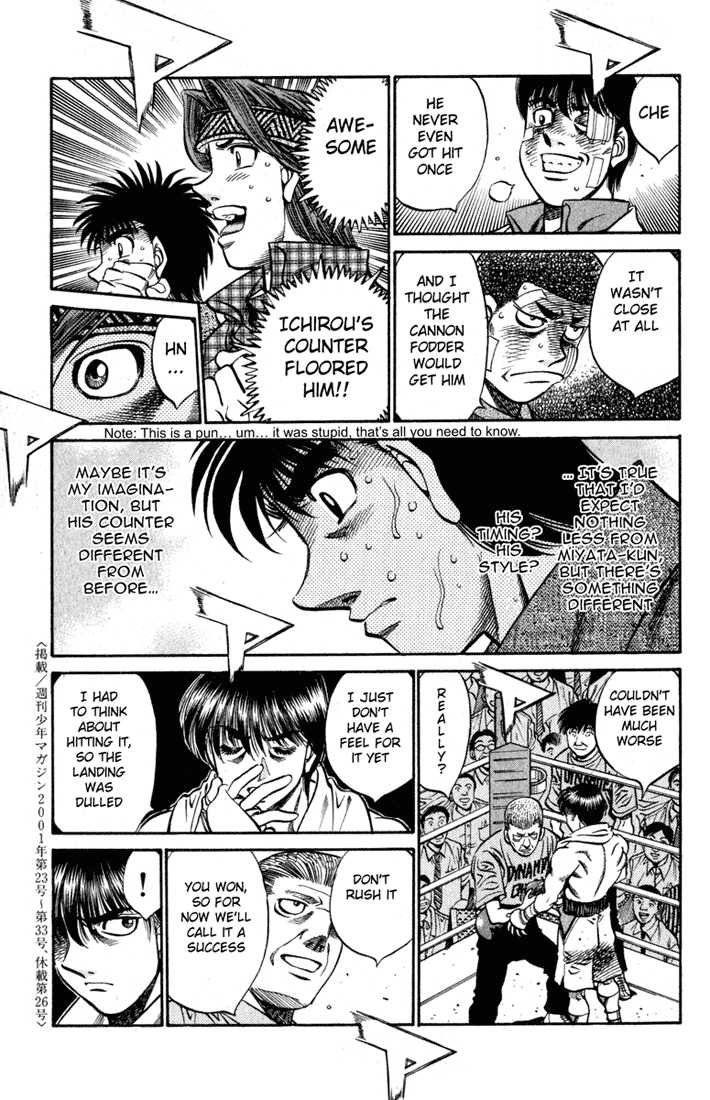 CHE
HE
NEVER
EVEN
GOT HIT
ONCE
IT
WASN'T
CLOSE
AT ALL
AND I
THOUGHT
THE
CANNON
FODDER
WOULD
GET HIM
AWE-
SOME
ICHIROU'S
COUNTER
FLOORED
HIM!!
HN
...
Note: This is a pun... um... it was stupid, that's all you need to know.
... IT'S TRUE
THAT I'D
EXPECT
NOTHING
LESS FROM
MIYATA-KUN,
BUT THERE'S
SOMETHING
DIFFERENT
HIS
TIMING?
HIS
STYLE?
MAYBE IT'S
MY IMAGINA-
TION, BUT
HIS COUNTER
SEEMS
DIFFERENT
FROM
BEFORE...
COULDN'T
HAVE BEEN
MUCH
WORSE
REALLY?
DYNAMIC
I JUST
DON'T
HAVE A
FEEL FOR IT
YET
I HAD
TO THINK
ABOUT
HITTING IT,
SO THE
LANDING
WAS
DULLED
DON'T
RUSH IT
YOU WON,
SO FOR
NOW WE'LL
CALL IT A
SUCCESS
!
〈掲載/週刊少年マガジン2001年第23号~第33号、休載第26号〉